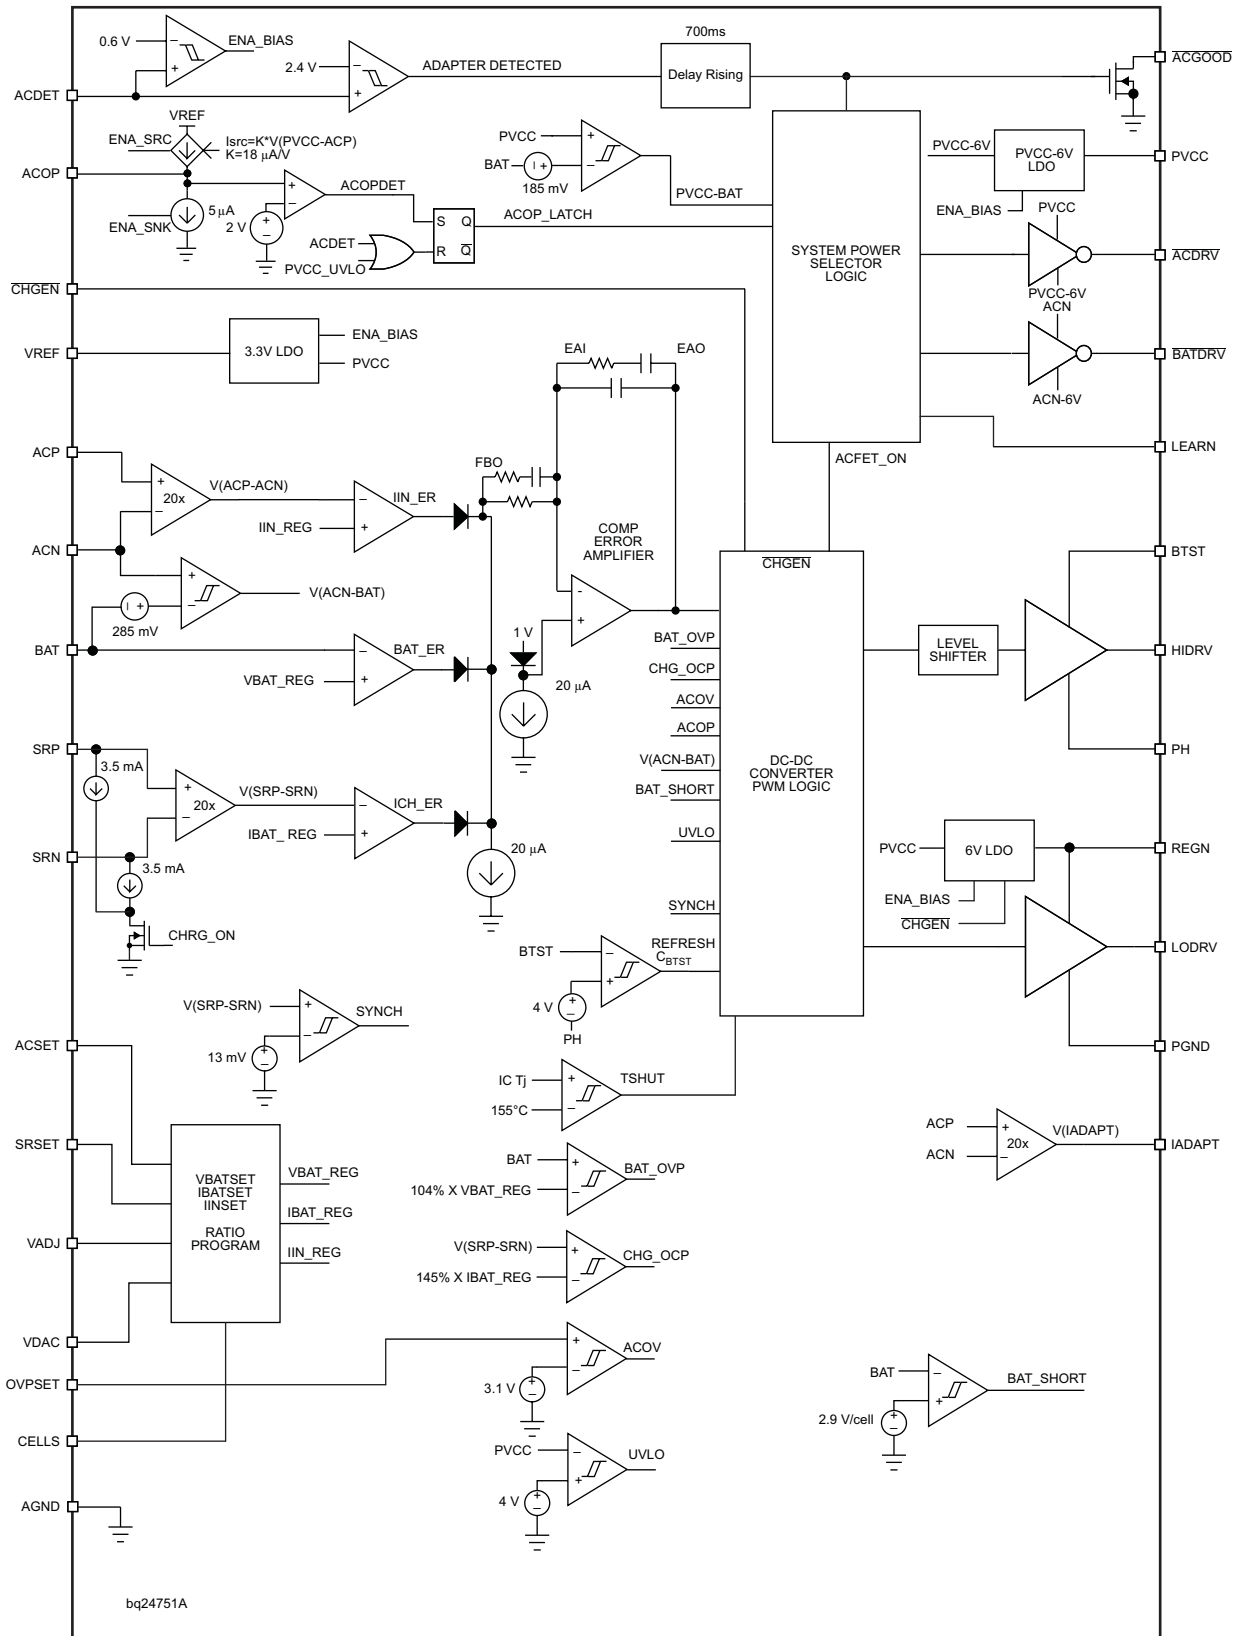 700ms
0.6 V
ENA_BIAS
2.4 V
ADAPTER DETECTED
Delay Rising
ACGOOD
ACDET
VREF
ENA_SRC
Isrc=K*V(PVCC-ACP)
K=18 µA/V
PVCC
BAT
185 mV
PVCC-BAT
PVCC-6V
PVCC-6V
LDO
PVCC
ENA_BIAS
ACOP
ACOPDET
5 µA
ENA_SNK
2 V
S
Q
R
Q
ACOP_LATCH
ACDET
PVCC_UVLO
SYSTEM POWER
SELECTOR
LOGIC
PVCC
ACDRV
PVCC-6V
ACN
CHGEN
BATDRV
ACN-6V
VREF
3.3V LDO
ENA_BIAS
PVCC
EAI
EAO
LEARN
ACFET_ON
ACP
20x
V(ACP-ACN)
IIN_REG
IIN_ER
FBO
COMP
ERROR
AMPLIFIER
ACN
V(ACN-BAT)
285 mV
BAT
BAT_ER
VBAT_REG
1 V
20 µA
CHGEN
BTST
BAT_OVP
CHG_OCP
ACOV
ACOP
V(ACN-BAT)
BAT_SHORT
UVLO
SYNCH
DC-DC
CONVERTER
PWM LOGIC
LEVEL
SHIFTER
HIDRV
PH
SRP
3.5 mA
20x
V(SRP-SRN)
ICH_ER
IBAT_ REG
SRN
3.5 mA
20 µA
CHRG_ON
PVCC
6V LDO
REGN
ENA_BIAS
CHGEN
LODRV
BTST
REFRESH
CBTST
4 V
PH
V(SRP-SRN)
SYNCH
13 mV
PGND
ACSET
IC Tj
155°C
TSHUT
SRSET
VBATSET
IBATSET
IINSET
RATIO
PROGRAM
VBAT_REG
IBAT_REG
IIN_REG
BAT
104% X VBAT_REG
BAT_OVP
ACP
ACN
20x
V(IADAPT)
IADAPT
VADJ
V(SRP-SRN)
145% X IBAT_REG
CHG_OCP
VDAC
OVPSET
3.1 V
ACOV
BAT
2.9 V/cell
BAT_SHORT
CELLS
PVCC
4 V
UVLO
AGND
bq24751A